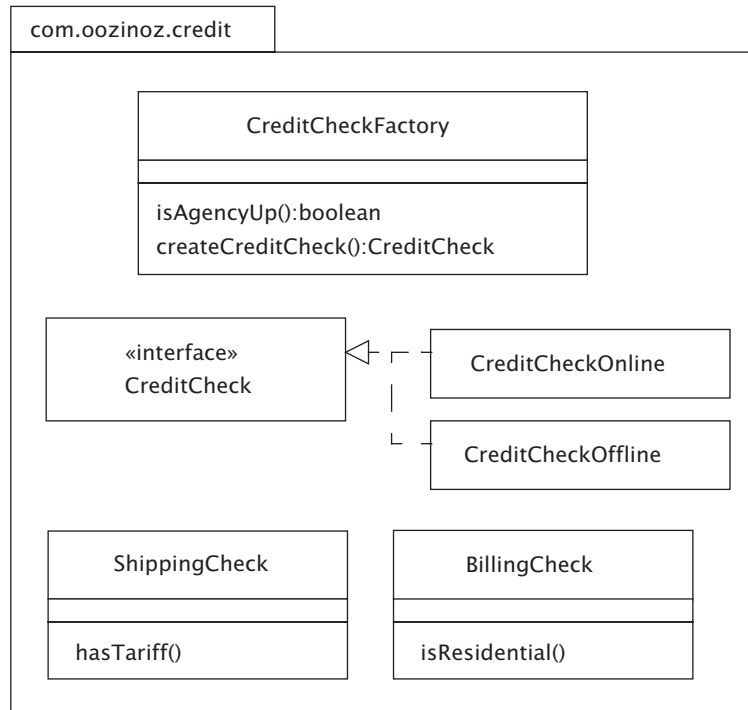 com.oozinoz.credit
CreditCheckFactory
isAgencyUp():boolean
createCreditCheck():CreditCheck
«interface»
CreditCheck
CreditCheckOnline
CreditCheckOffline
ShippingCheck
hasTariff()
BillingCheck
isResidential()